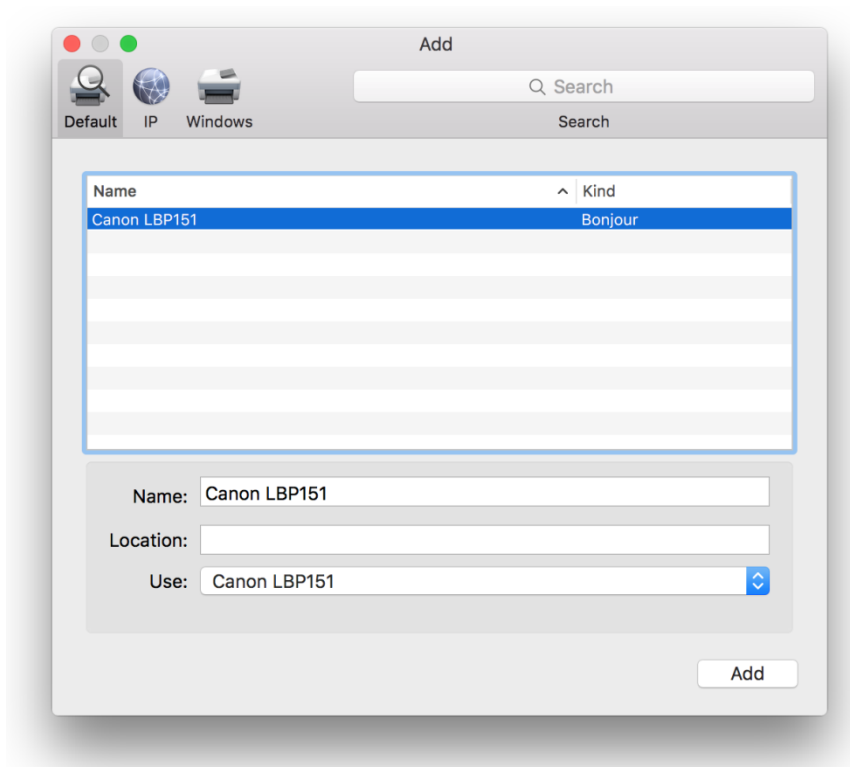 Add
Search
Default IP Windows Search
Name Kind
Canon LBP151 Bonjour
Name: Canon LBP151
Location:
Use: Canon LBP151
Add